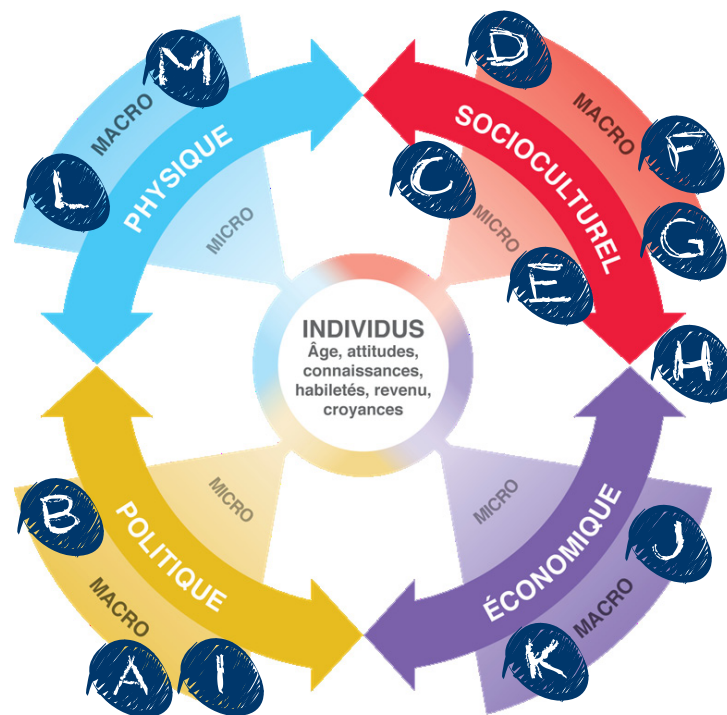 M
MACRO
L
PHYSIQUE
MICRO
D
MACRO
SOCIOCULTUREL
F
C
MICRO
G
E
H
INDIVIDUS
Âge, attitudes,
connaissances,
habiletés, revenu,
croyances
B
MICRO
POLITIQUE
MACRO
A
I
MICRO
ÉCONOMIQUE
J
MACRO
K